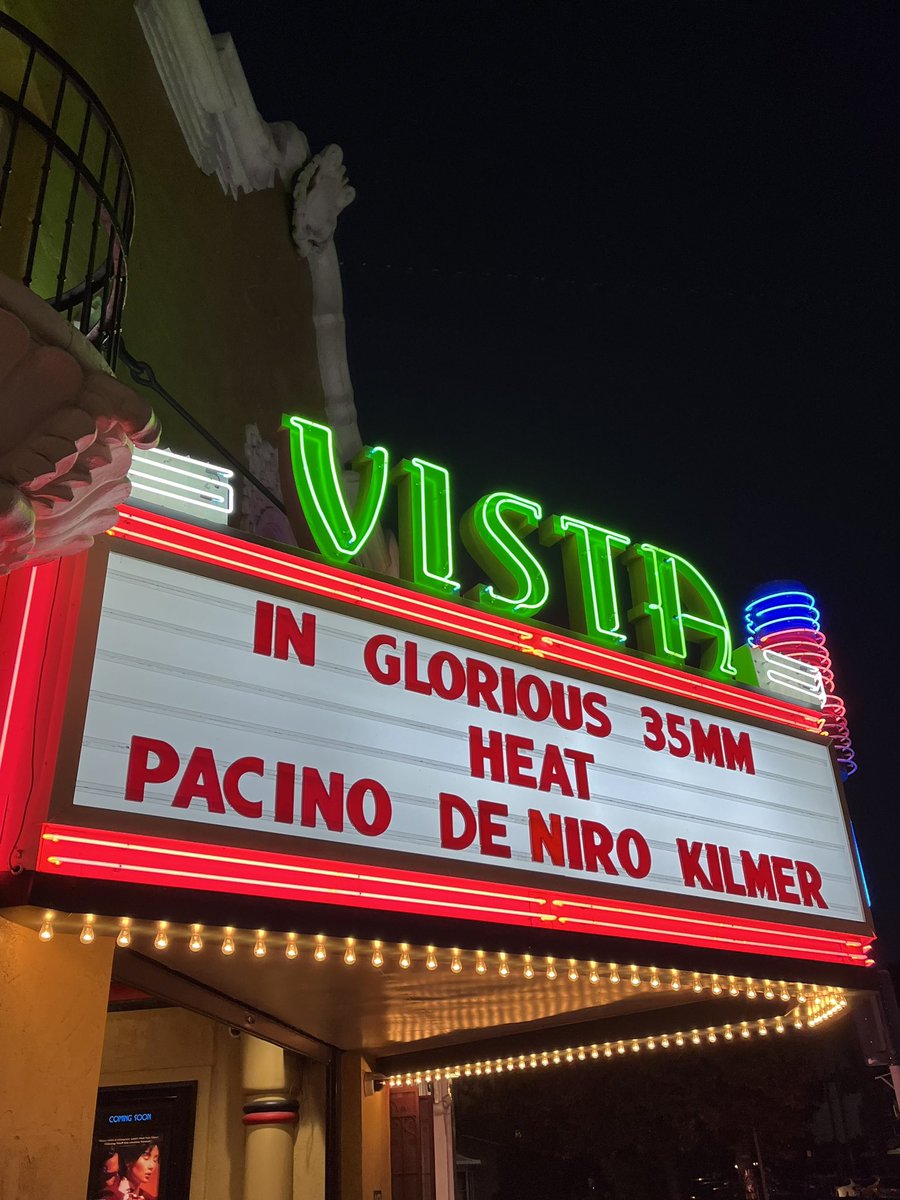 VISTA
IN GLORIOUS 35MM
HEAT
PACINO DE NIRO KILMER
COMING SOON